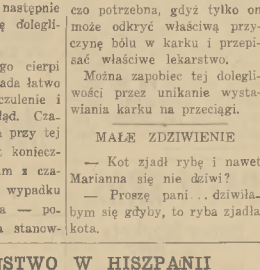 następnie
dolegli-
go cierpi
ada łatwo
czulenie i
ląd. Cza-
a przy tej
t koniecz-
m z cza-
wypadku
a — po-
stanow-
czo potrzebna, gdyż tylko on
może odkryć właściwą przy-
czynę bólu w karku i przepi-
sać właściwe lekarstwo.
Można zapobiec tej dolegli-
wości przez unikanie wysta-
wiania karku na przeciągi.
MAŁE ZDZIWIENIE
— Kot zjadł rybę i nawet
Marianna się nie dziwi?
— Proszę pani .. dziwiła-
bym się gdyby, to ryba zjadła
kota.
ŃSTWO W HISZPANII